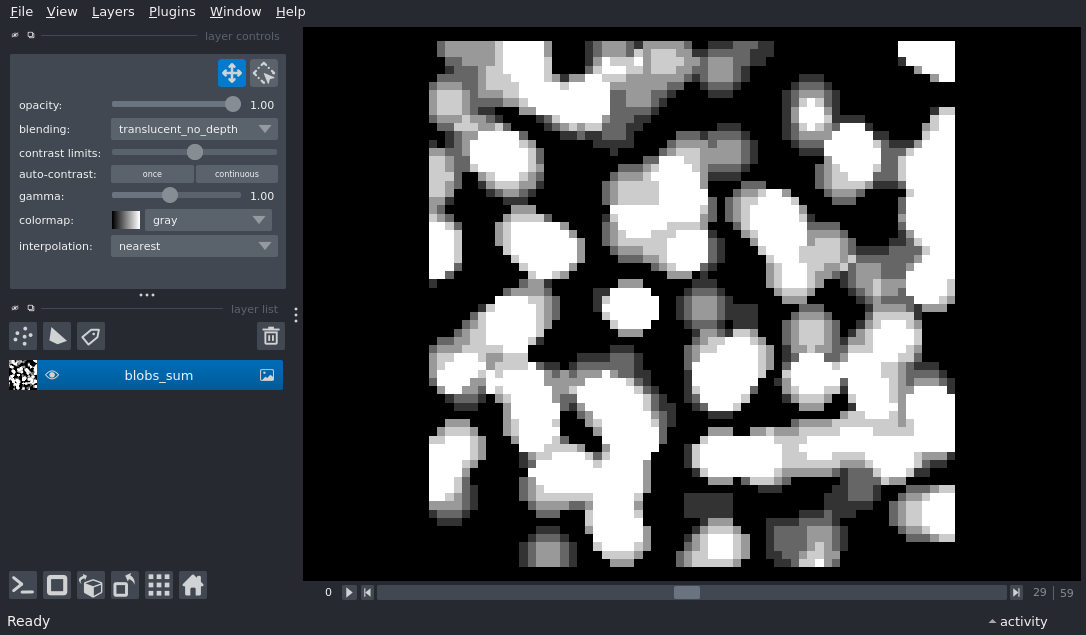 File View Layers Plugins Window Help
layer controls
opacity: 1.00
blending: translucent_no_depth
contrast limits:
auto-contrast: once continuous
gamma: 1.00
colormap: gray
interpolation: nearest
layer list
blobs_sum
0 29 59
Ready activity